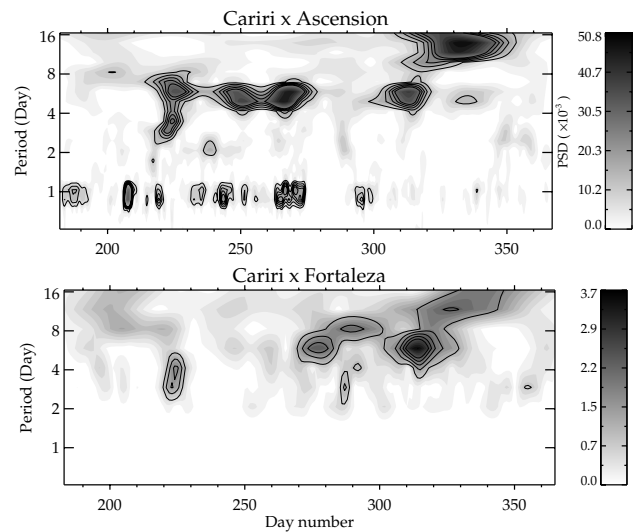 Cariri x Ascension
16
8
4
2
1
Period (Day)
200 250 300 350
50.8
40.7
30.5
20.3
10.2
0.0
PSD ( ×10⁻³)
Cariri x Fortaleza
16
8
4
2
1
Period (Day)
200 250 300 350
Day number
3.7
2.9
2.2
1.5
0.7
0.0